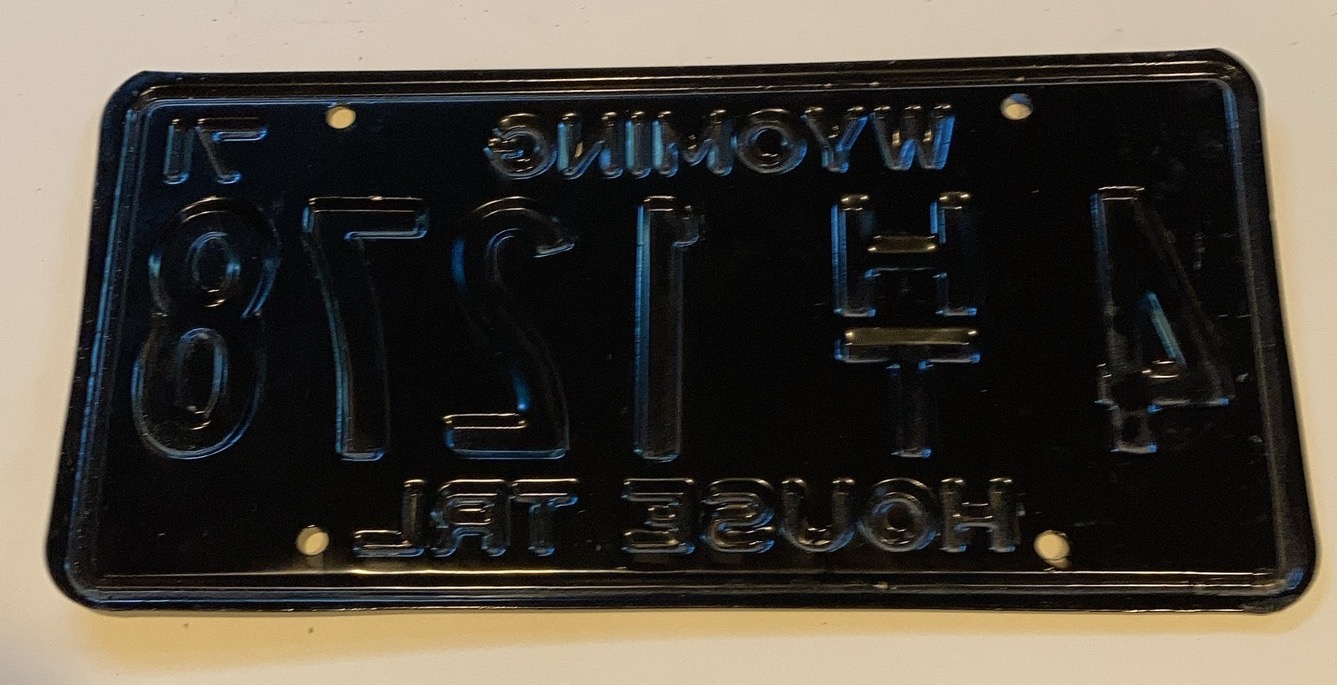 WYOMING 71
4 HT 1278
HOUSE TRL